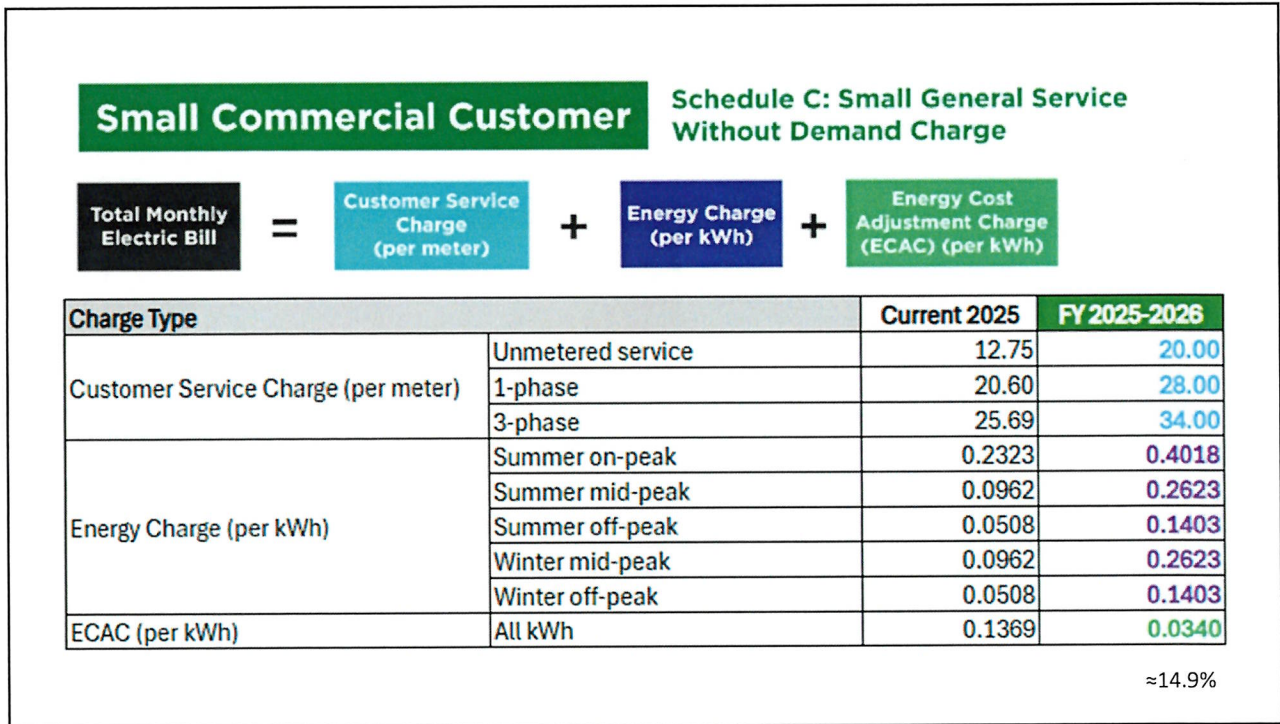 Small Commercial Customer
Schedule C: Small General Service
Without Demand Charge
Total Monthly
Electric Bill
=
Customer Service
Charge
(per meter)
+
Energy Charge
(per kWh)
+
Energy Cost
Adjustment Charge
(ECAC) (per kWh)
Charge Type Current 2025 FY 2025-2026
Customer Service Charge (per meter)
Unmetered service 12.75 20.00
1-phase 20.60 28.00
3-phase 25.69 34.00
Energy Charge (per kWh)
Summer on-peak 0.2323 0.4018
Summer mid-peak 0.0962 0.2623
Summer off-peak 0.0508 0.1403
Winter mid-peak 0.0962 0.2623
Winter off-peak 0.0508 0.1403
ECAC (per kWh) All kWh 0.1369 0.0340
≈14.9%